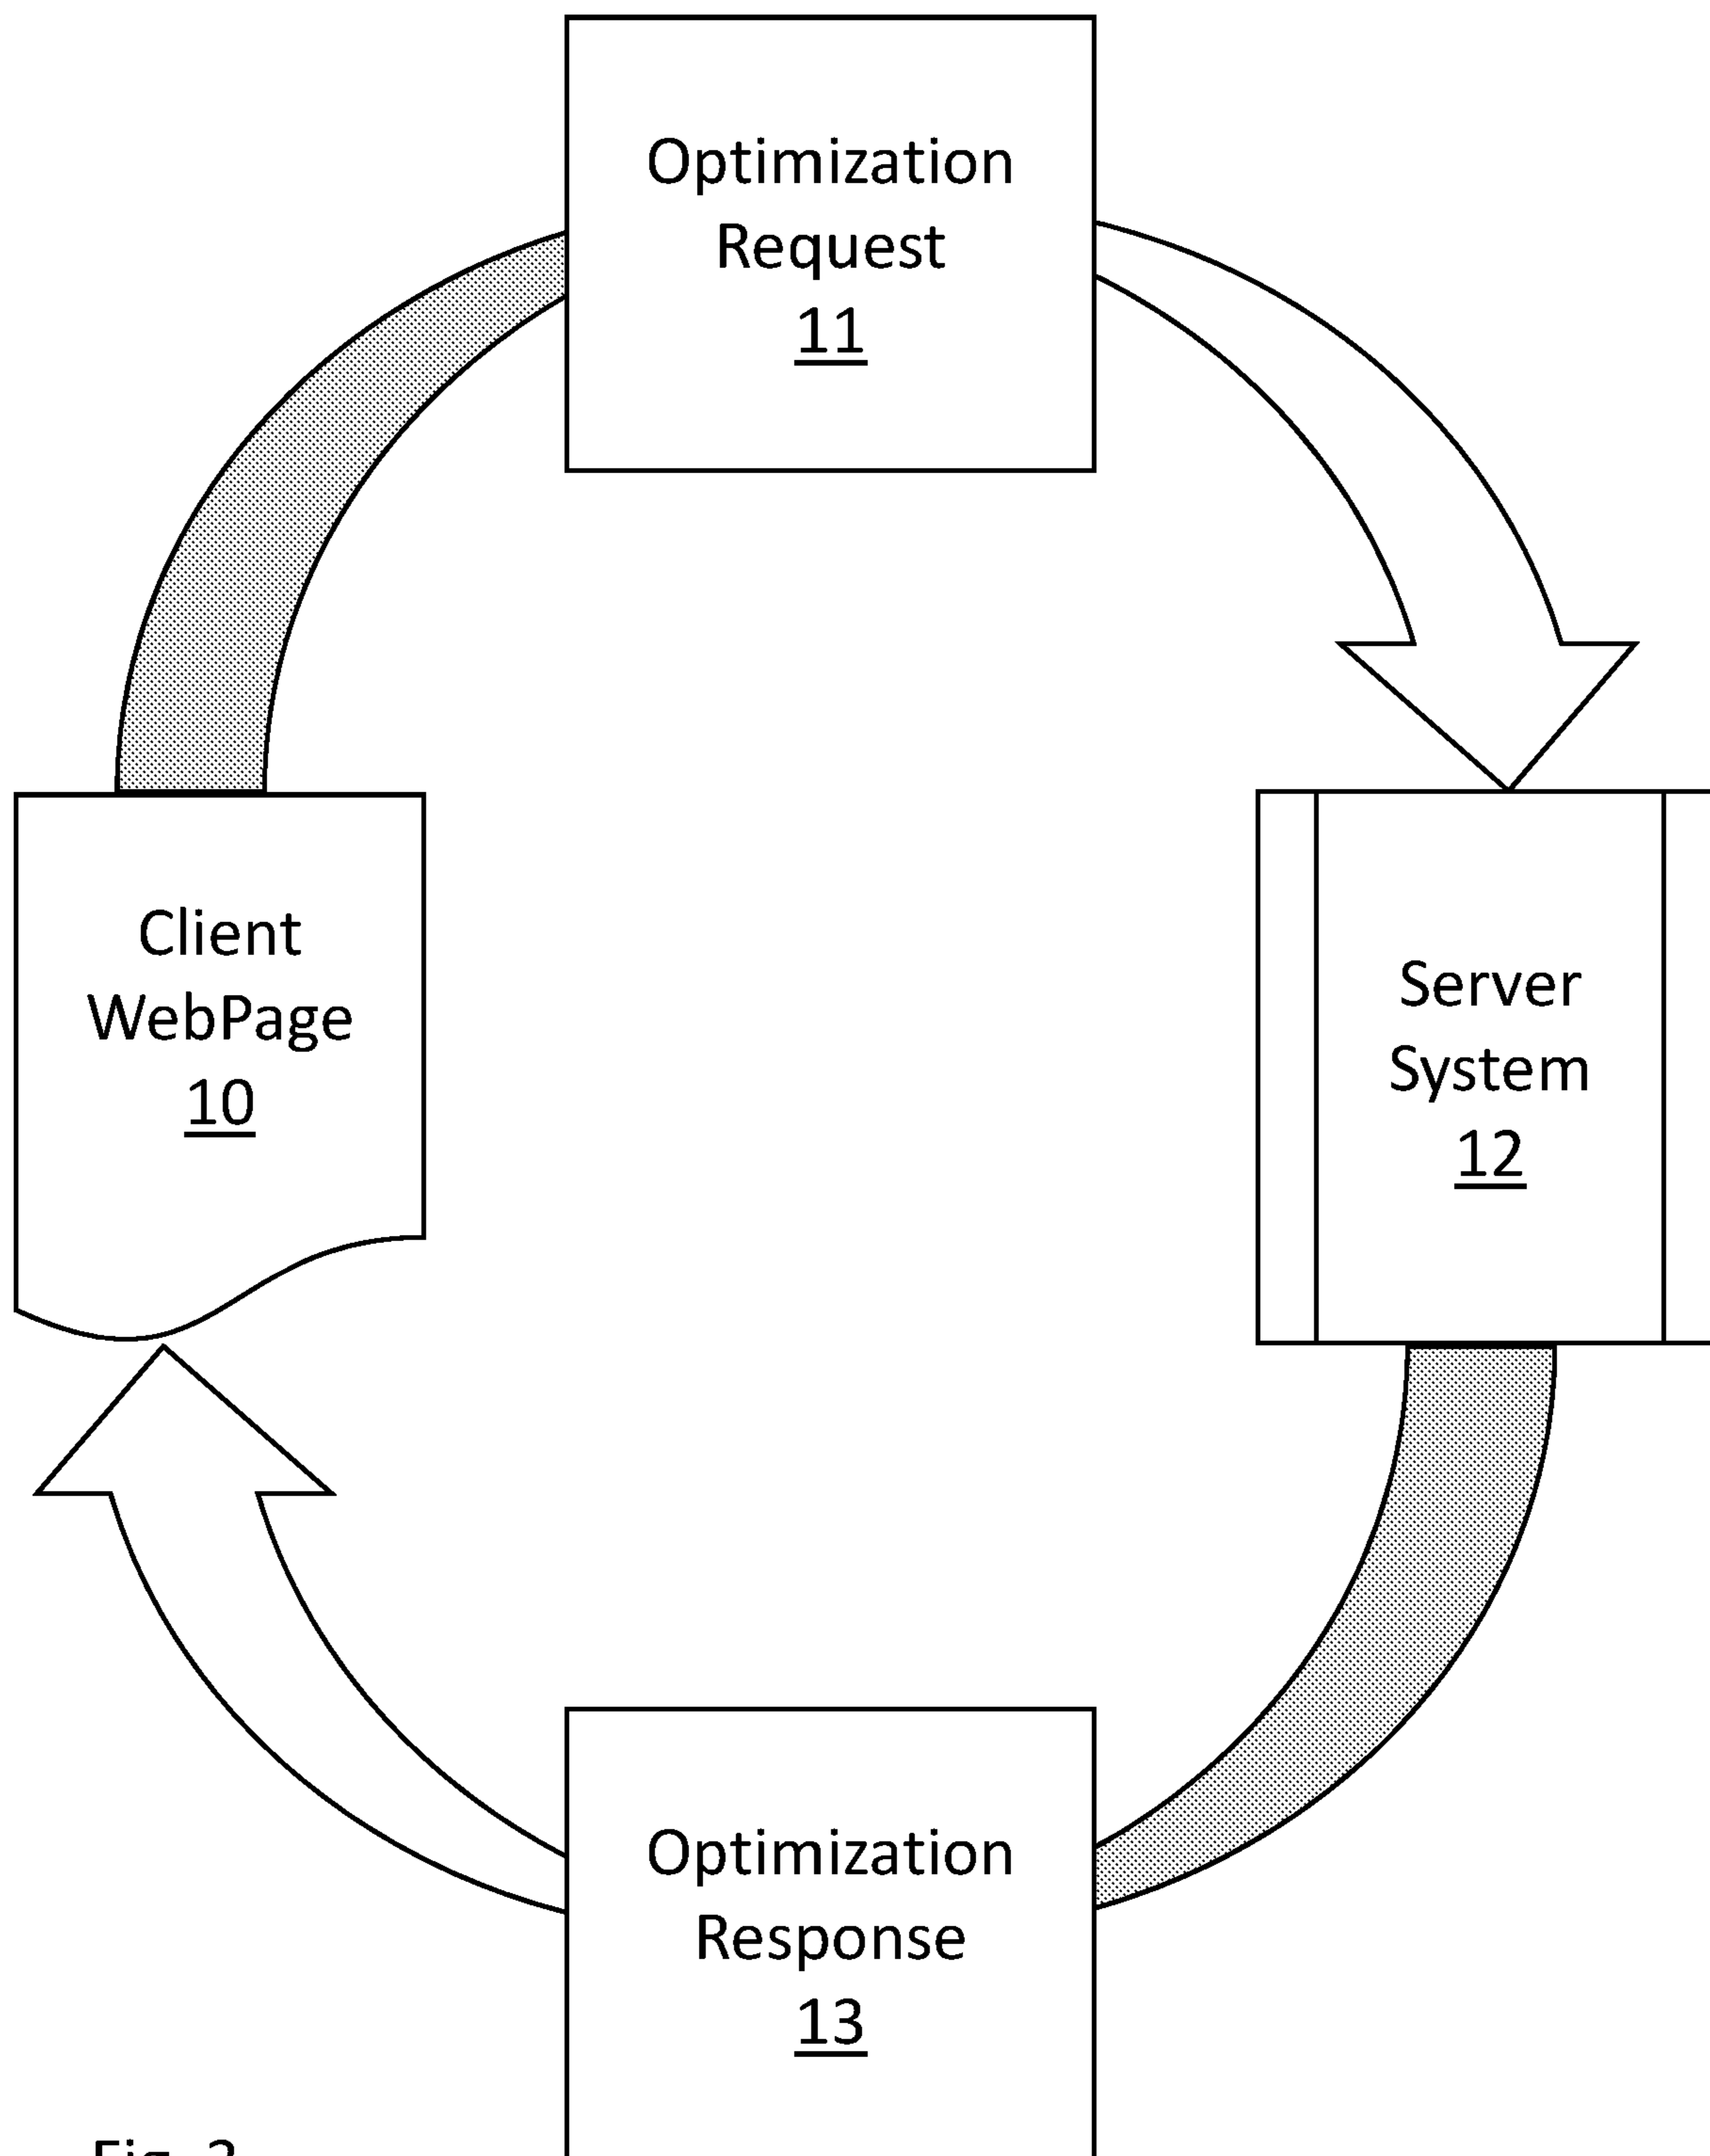 Optimization
Request
11
Client
WebPage
10
Server
System
12
Optimization
Response
13